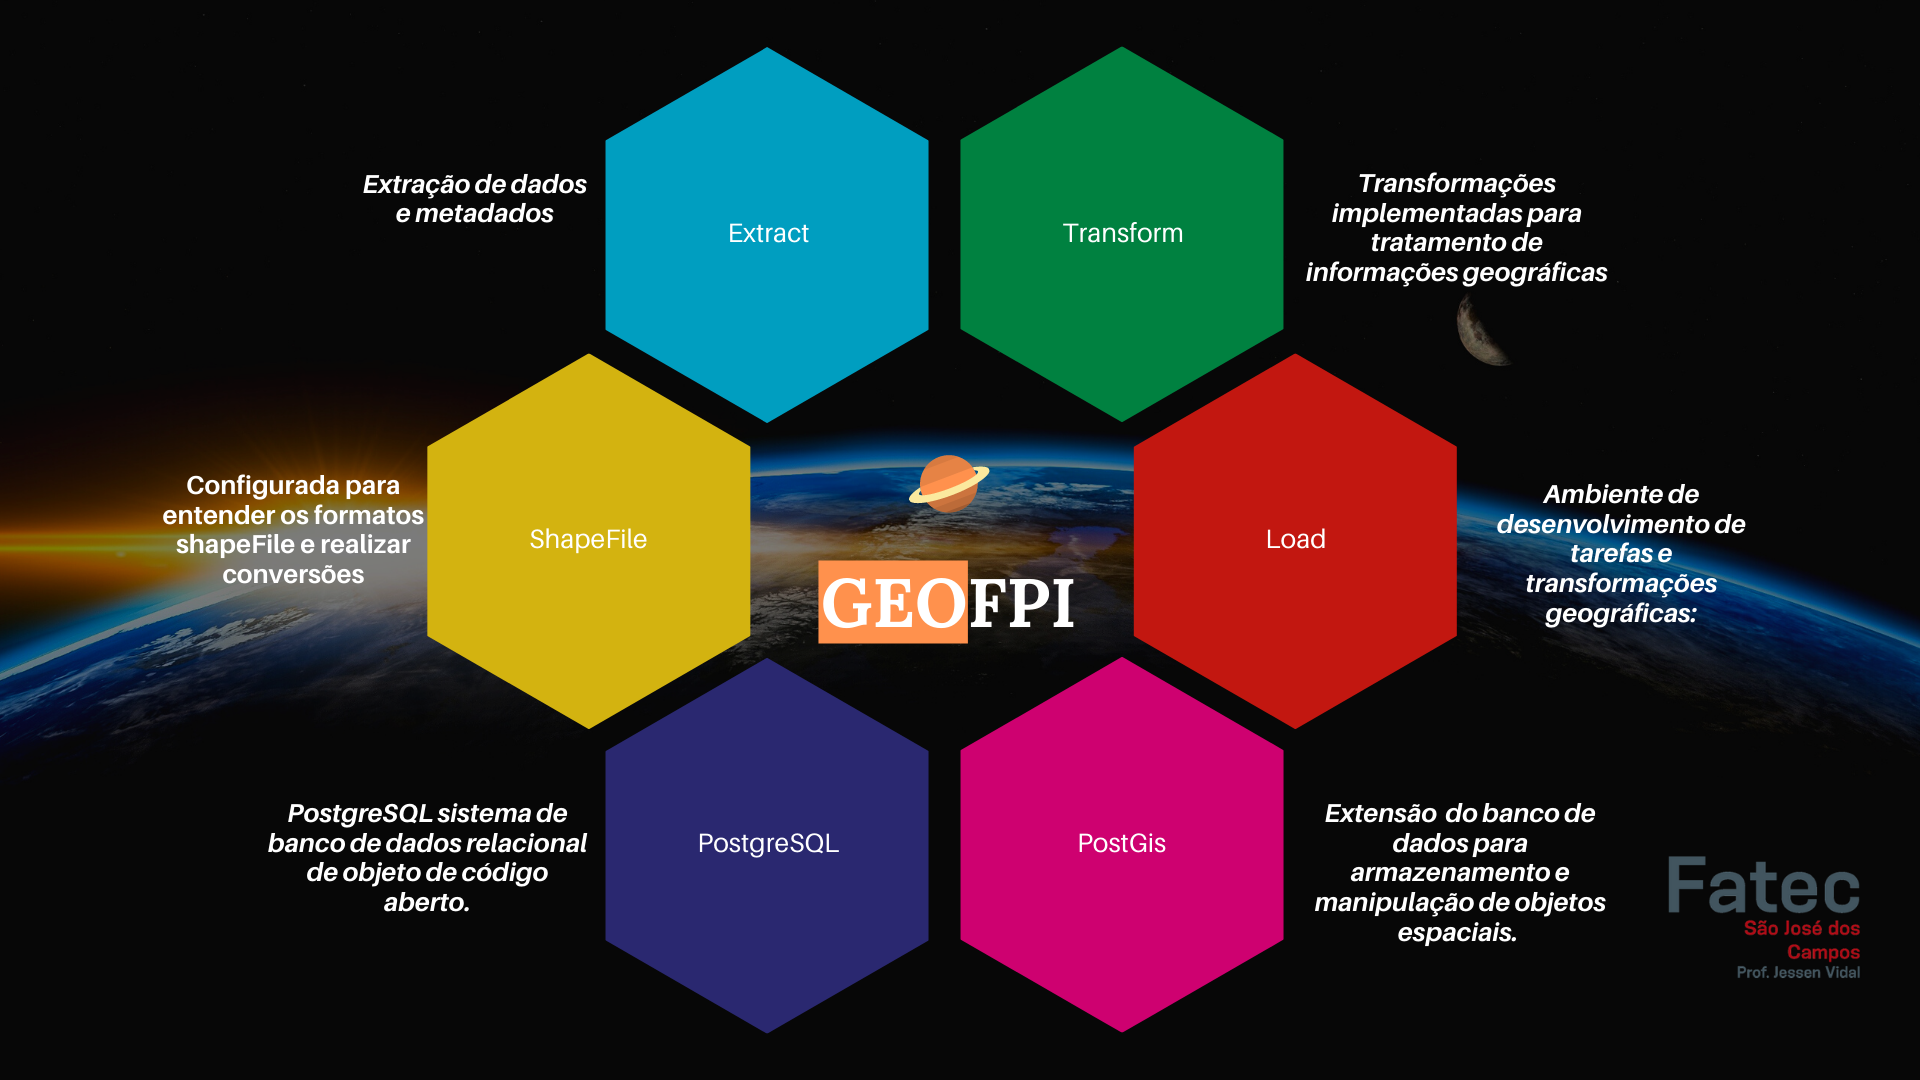 Extração de dados
e metadados
Extract
Transform
Transformações
implementadas para
tratamento de
informações geográficas
Configurada para
entender os formatos
shapeFile e realizar
conversões
ShapeFile
GEOFPI
Load
Ambiente de
desenvolvimento de
tarefas e
transformações
geográficas:
PostgreSQL sistema de
banco de dados relacional
de objeto de código
aberto.
PostgreSQL
PostGis
Extensão do banco de
dados para
armazenamento e
manipulação de objetos
espaciais.
Fatec
São José dos
Campos
Prof. Jessen Vidal